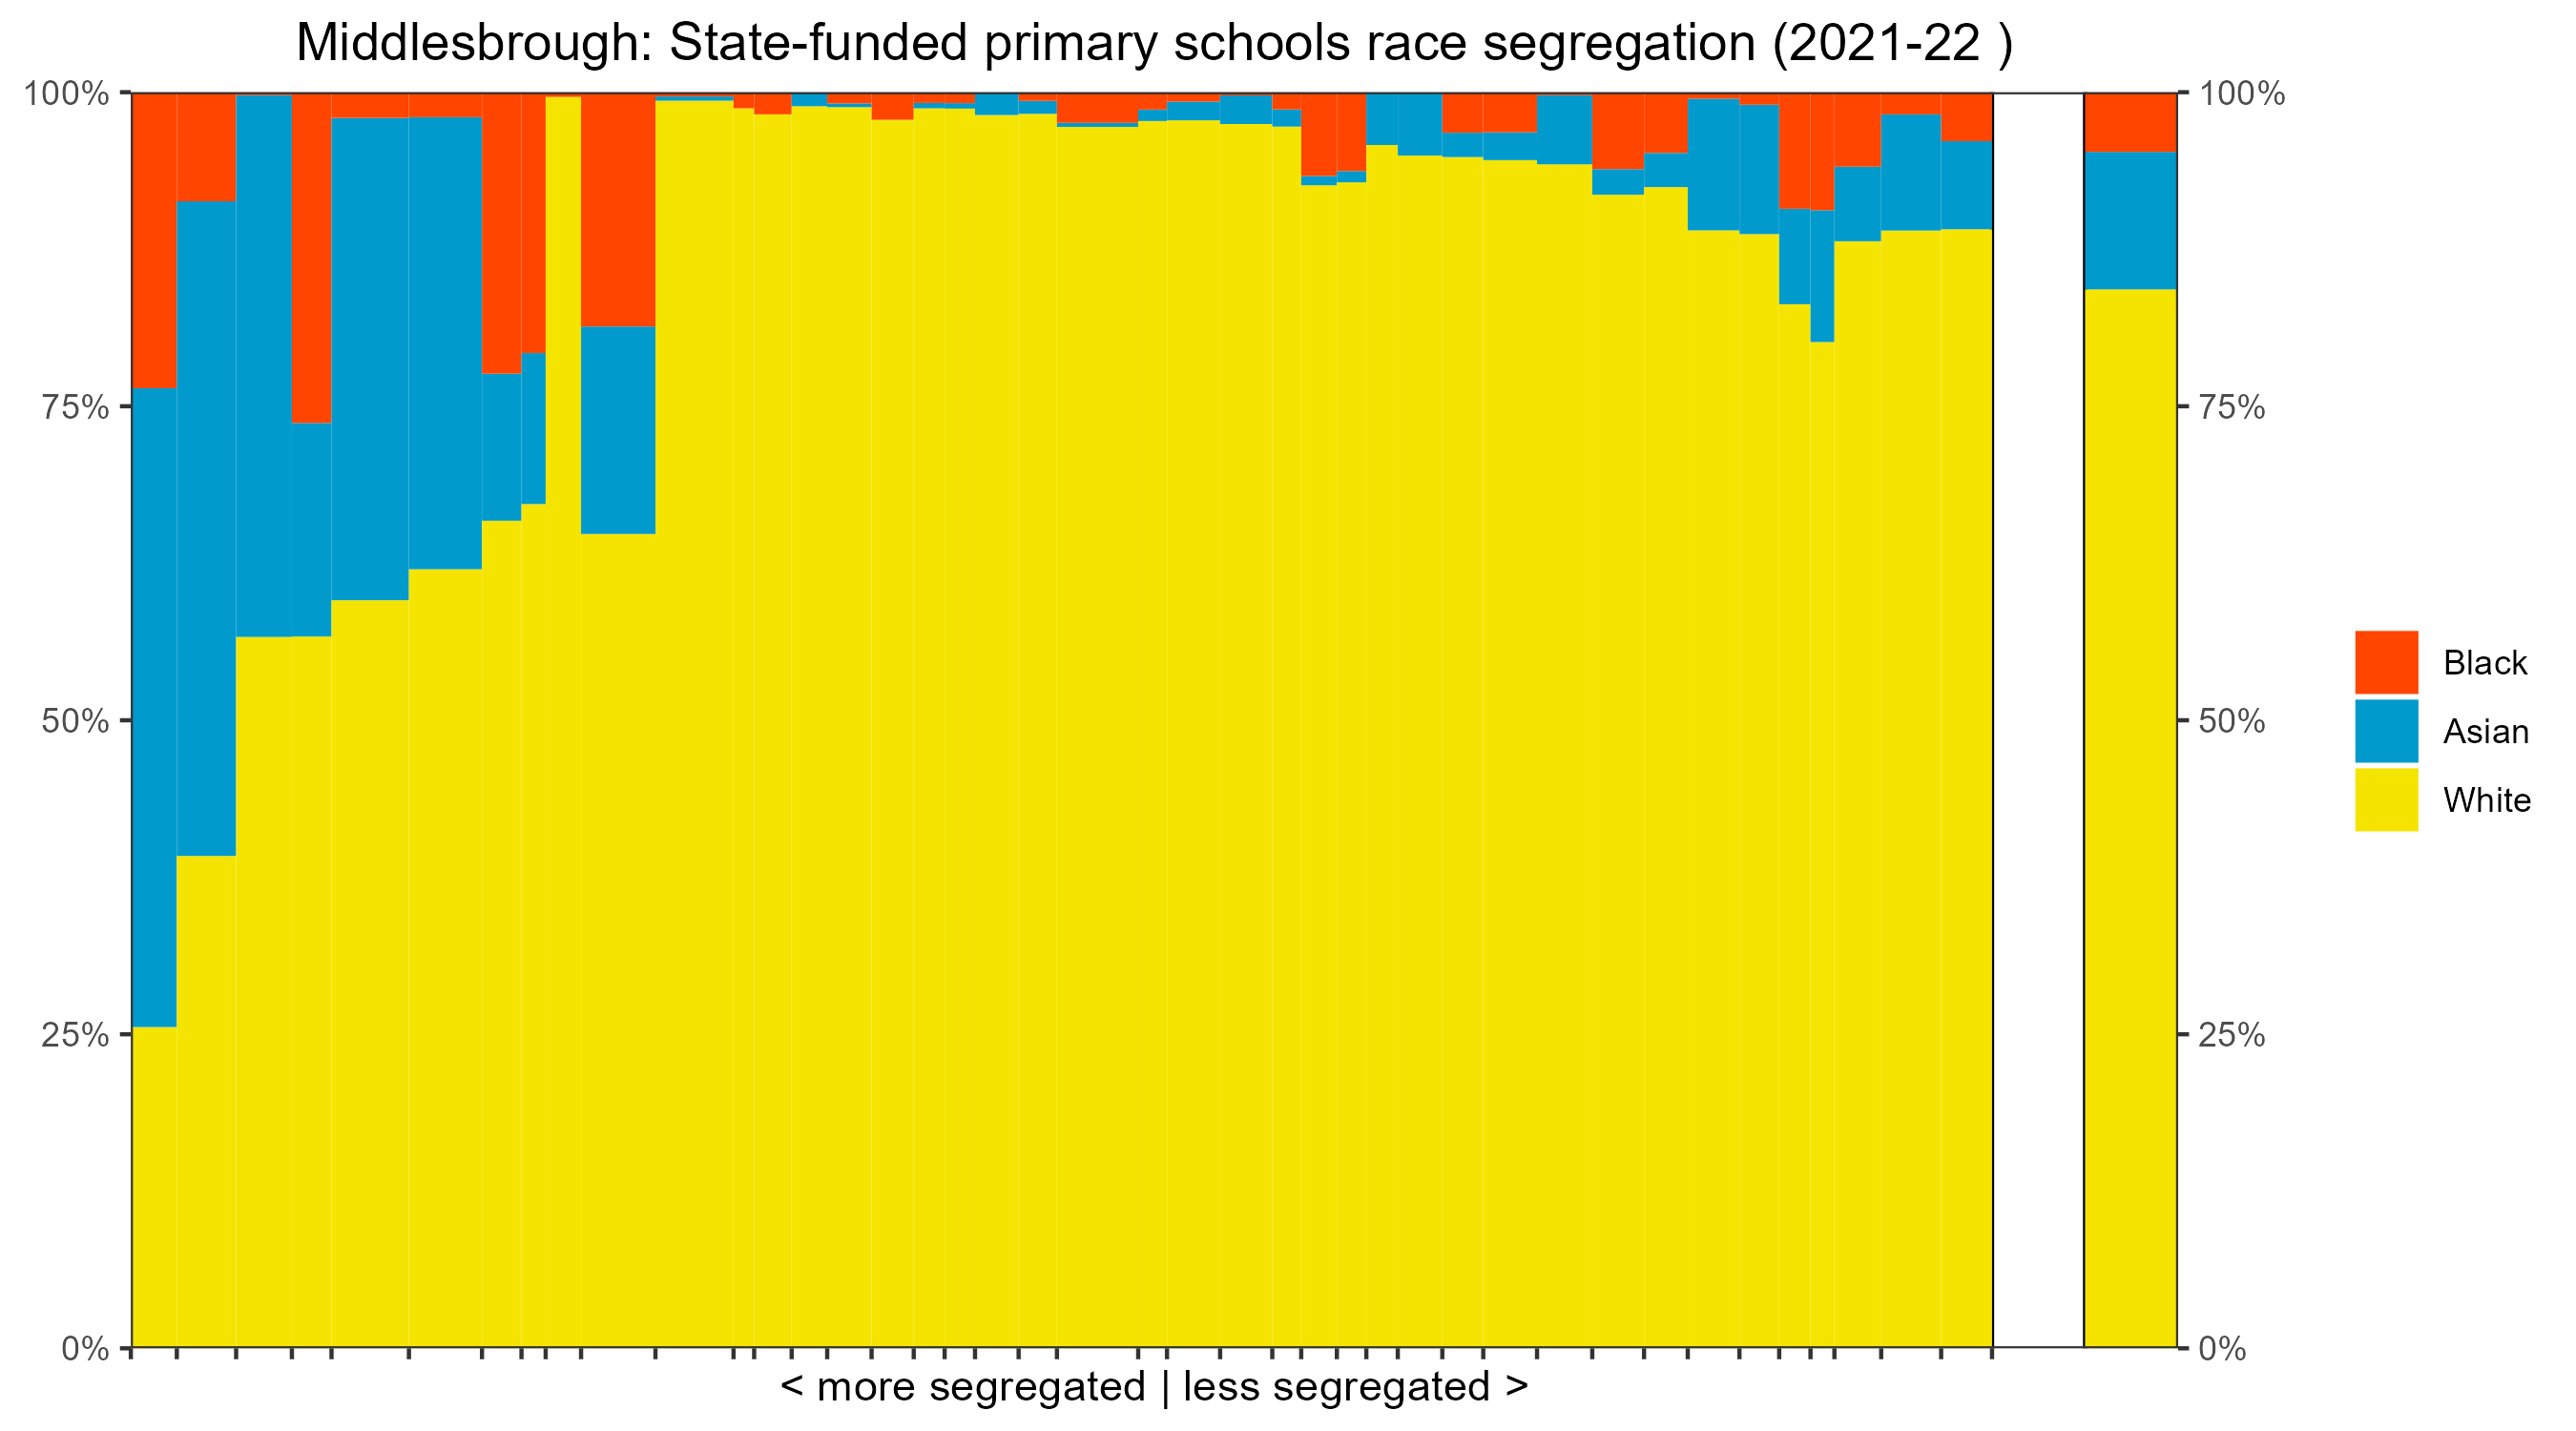 Middlesbrough: State-funded primary schools race segregation (2021-22 )
100%
75%
50%
25%
0%
100%
75%
50%
25%
0%
Black
Asian
White
< more segregated | less segregated >